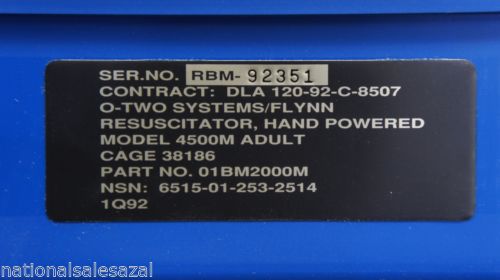 SER.NO. RBM-92351
CONTRACT: DLA 120-92-C-8507
O-TWO SYSTEMS/FLYNN
RESUSCITATOR, HAND POWERED
MODEL 4500M ADULT
CAGE 38186
PART NO. 01BM2000M
NSN: 6515-01-253-2514
1Q92
nationalsalesazal